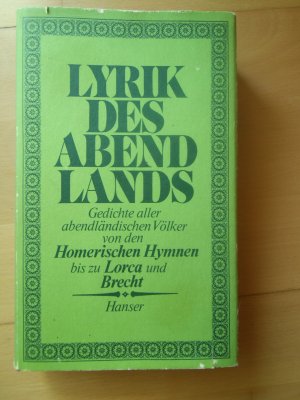 LYRIK
DES
ABEND
LANDS
Gedichte aller
abendländischen Völker
von den
Homerischen Hymnen
bis zu Lorca und
Brecht
Hanser